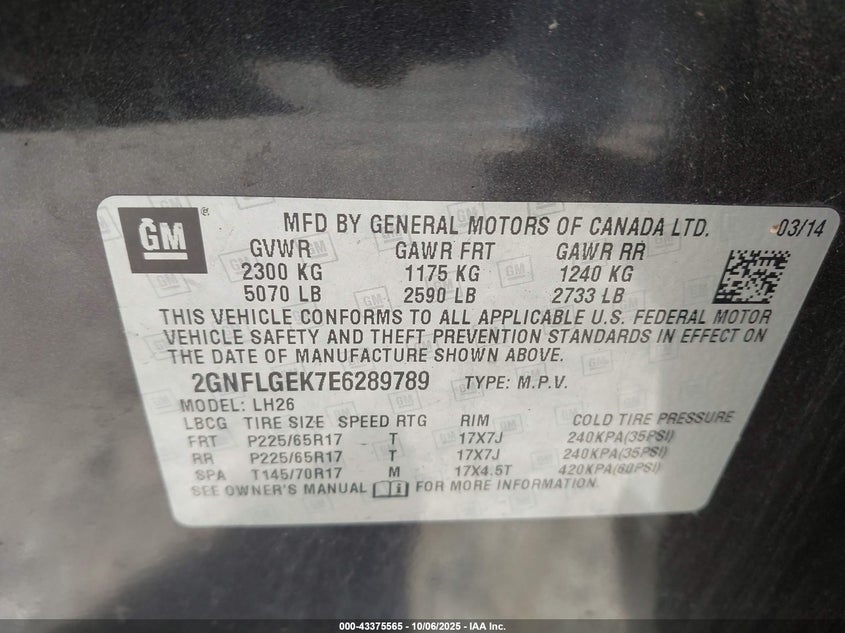 GM ® MFD BY GENERAL MOTORS OF CANADA LTD. 03/14
GVWR GAWR FRT GAWR RR
2300 KG 1175 KG 1240 KG
5070 LB 2590 LB 2733 LB
THIS VEHICLE CONFORMS TO ALL APPLICABLE U.S. FEDERAL MOTOR
VEHICLE SAFETY AND THEFT PREVENTION STANDARDS IN EFFECT ON
THE DATE OF MANUFACTURE SHOWN ABOVE.
2GNFLGEK7E6289789 TYPE: M.P.V.
MODEL: LH26
LBCG TIRE SIZE SPEED RTG RIM COLD TIRE PRESSURE
FRT P225/65R17 T 17X7J 240KPA(35PSI)
RR P225/65R17 T 17X7J 240KPA(35PSI)
SPA T145/70R17 M 17X4.5T 420KPA(60PSI)
SEE OWNER'S MANUAL FOR MORE INFORMATION.
000-43375565 - 10/06/2025 - IAA Inc.